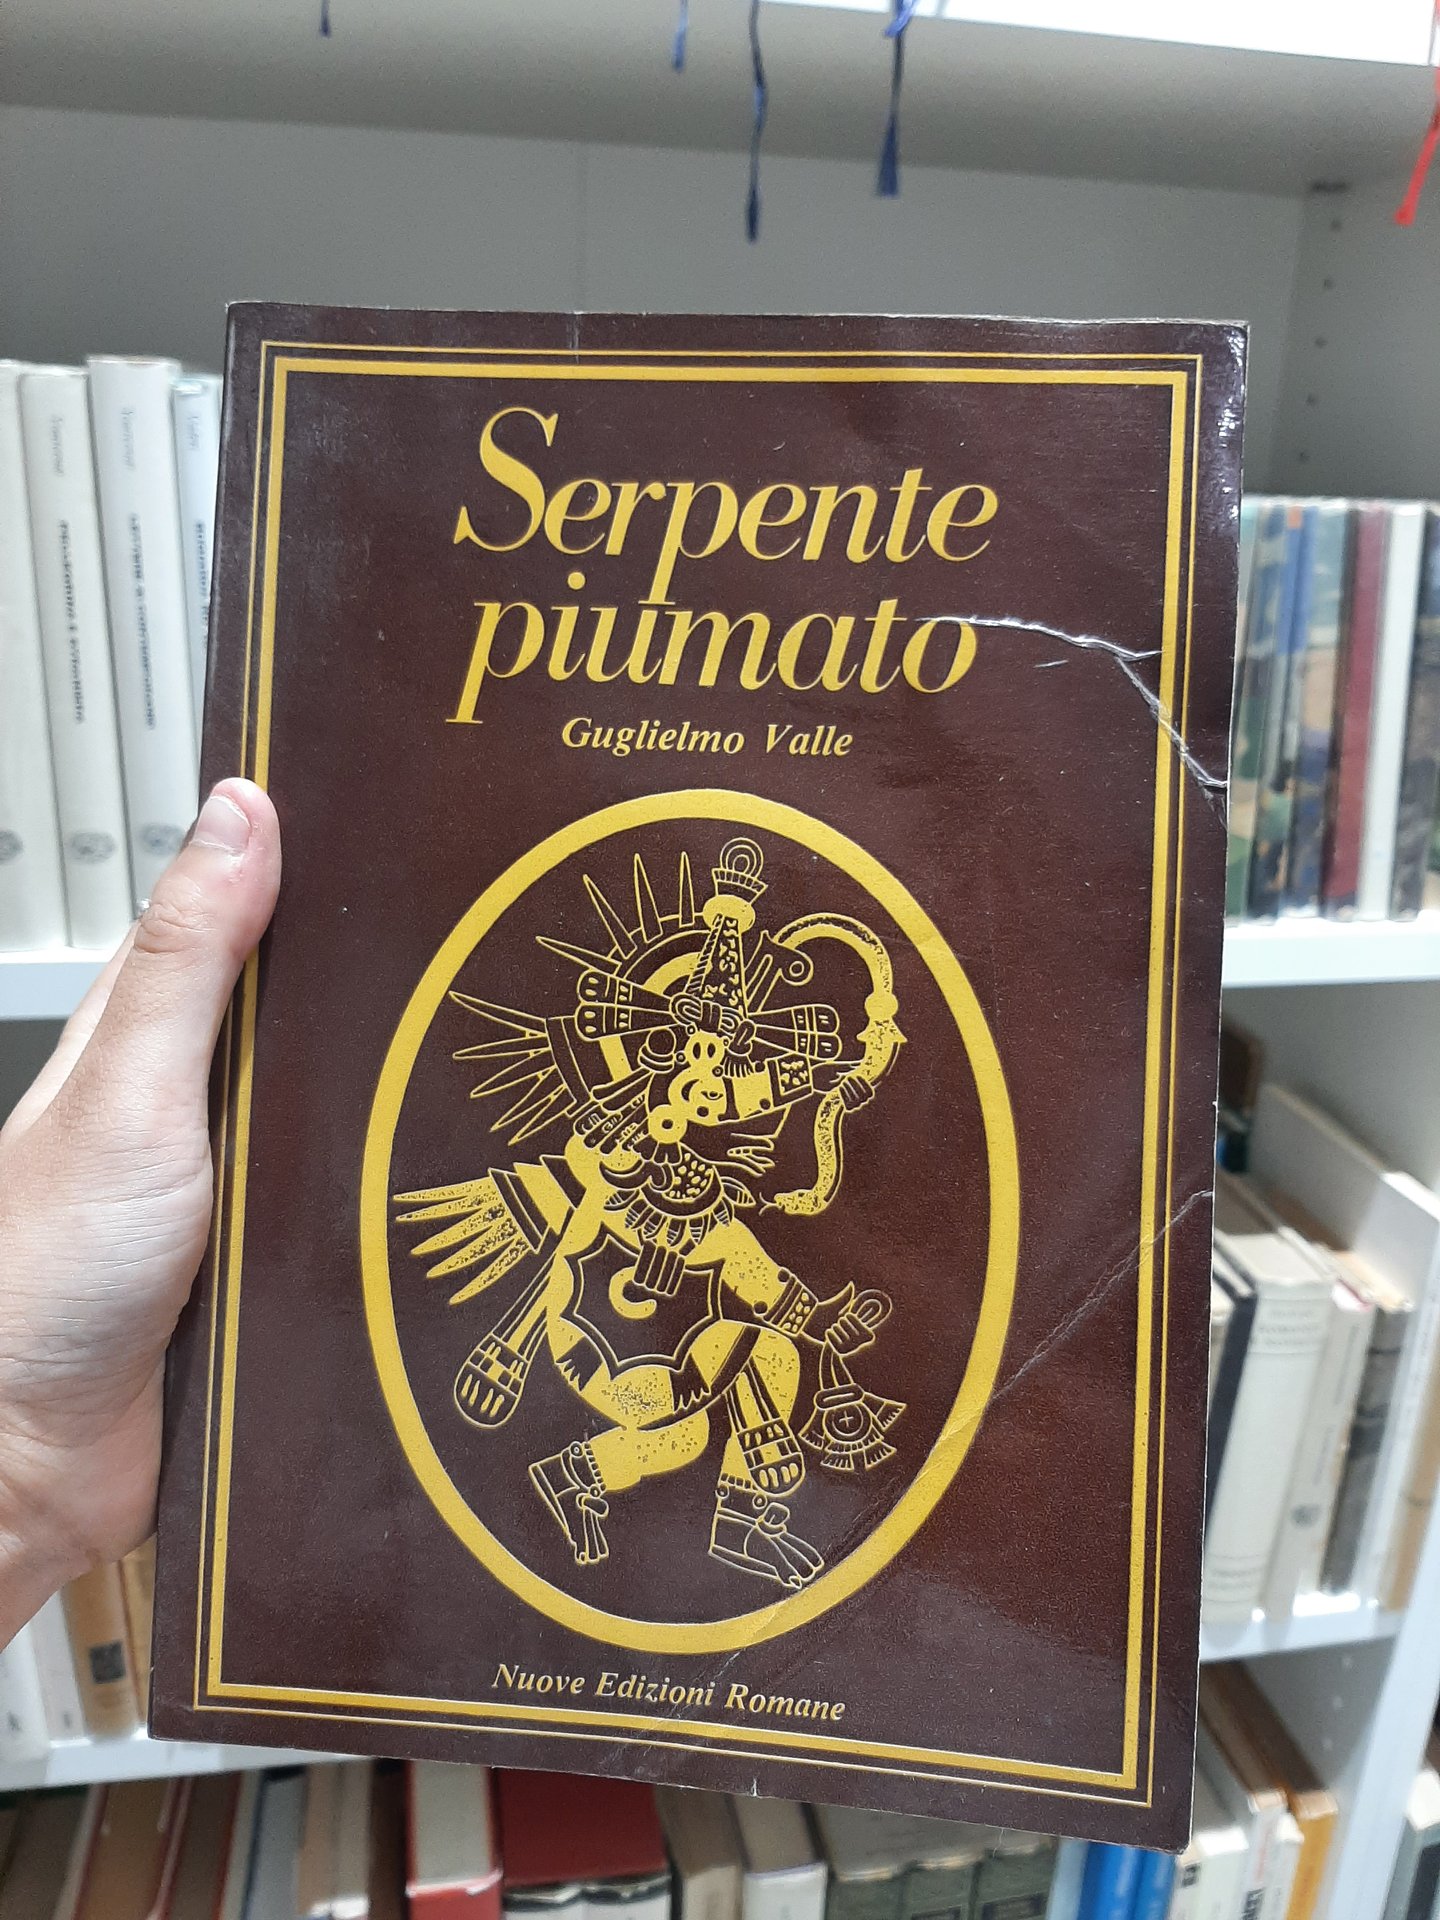 Serpente
piumato
Guglielmo Valle
Nuove Edizioni Romane